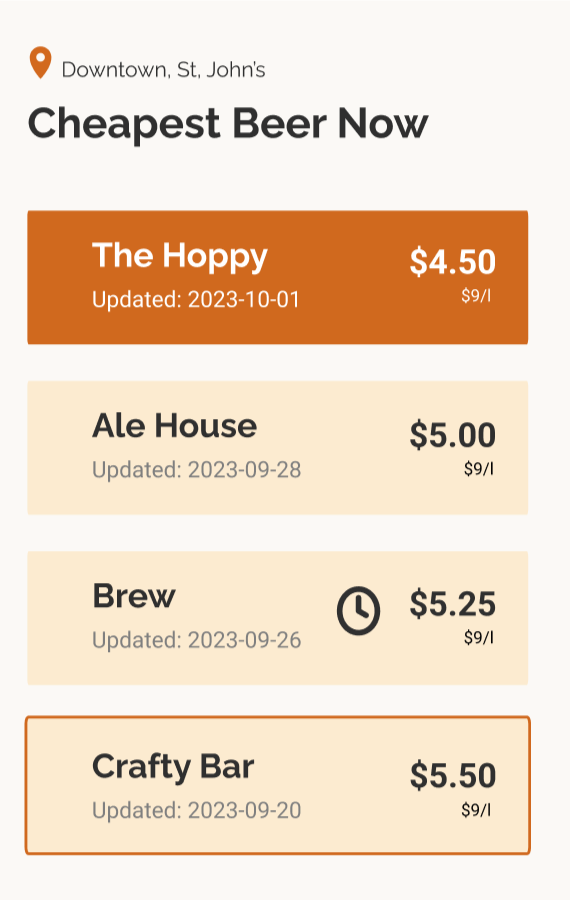 Downtown, St, John's
Cheapest Beer Now
The Hoppy
$4.50
Updated: 2023-10-01
$9/l
Ale House
$5.00
Updated: 2023-09-28
$9/l
Brew
$5.25
Updated: 2023-09-26
$9/l
Crafty Bar
$5.50
Updated: 2023-09-20
$9/l